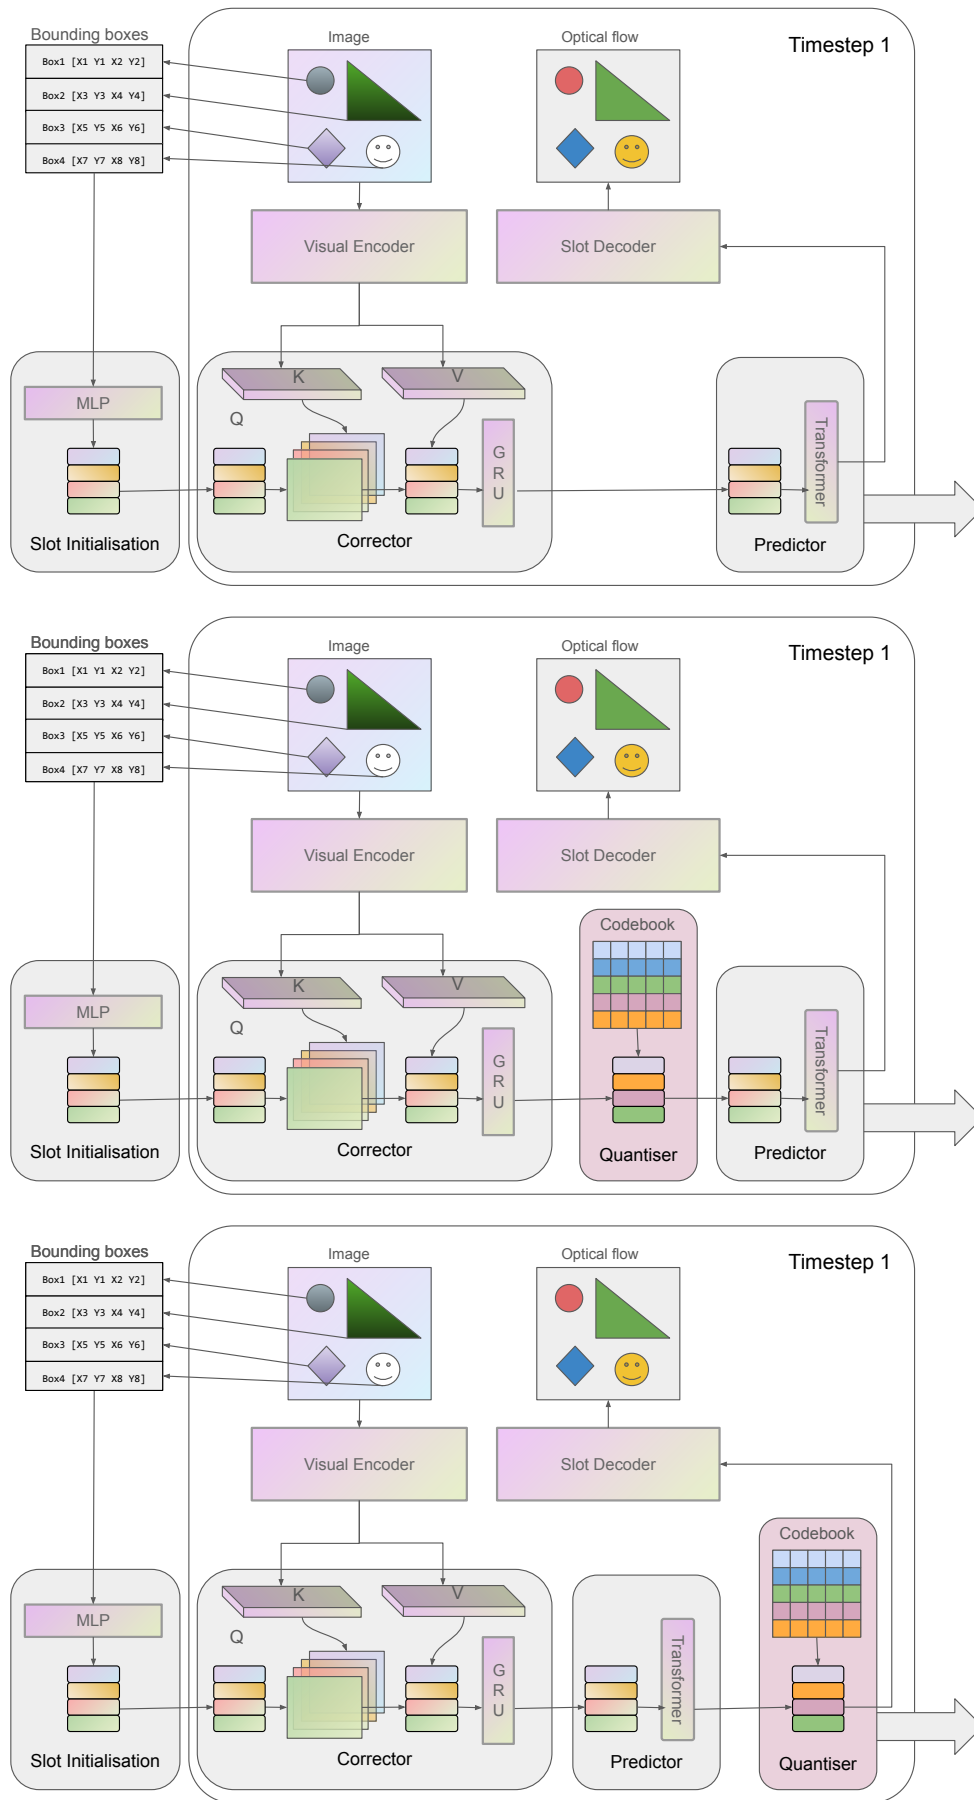 Bounding boxes
Image
Optical flow
Timestep 1
Box1 [X1 Y1 X2 Y2]
Box2 [X3 Y3 X4 Y4]
Box3 [X5 Y5 X6 Y6]
Box4 [X7 Y7 X8 Y8]
Visual Encoder
Slot Decoder
MLP
K
V
Q
G
R
U
Transformer
Slot Initialisation
Corrector
Predictor
Bounding boxes
Image
Optical flow
Timestep 1
Box1 [X1 Y1 X2 Y2]
Box2 [X3 Y3 X4 Y4]
Box3 [X5 Y5 X6 Y6]
Box4 [X7 Y7 X8 Y8]
Visual Encoder
Slot Decoder
Codebook
MLP
K
V
Q
G
R
U
Transformer
Slot Initialisation
Corrector
Quantiser
Predictor
Bounding boxes
Image
Optical flow
Timestep 1
Box1 [X1 Y1 X2 Y2]
Box2 [X3 Y3 X4 Y4]
Box3 [X5 Y5 X6 Y6]
Box4 [X7 Y7 X8 Y8]
Visual Encoder
Slot Decoder
Codebook
MLP
K
V
Q
G
R
U
Transformer
Slot Initialisation
Corrector
Predictor
Quantiser